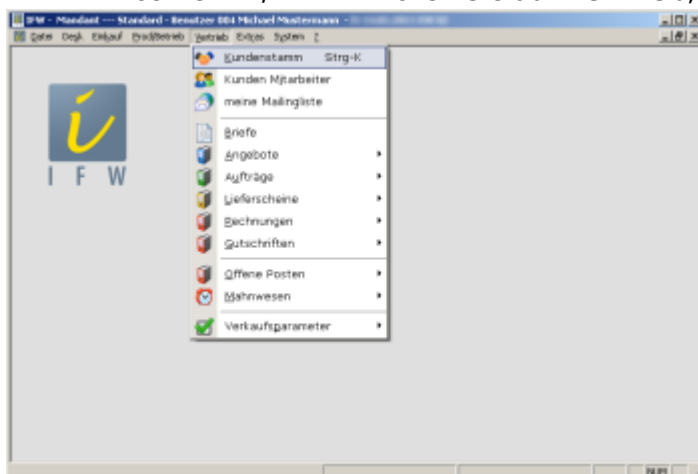 IFW - Mandant --- Standard - Benutzer 004 Michael Mustermann -
Datei Desk Einkauf Prod/Betrieb Vertrieb Extras System ?
Kundenstamm Strg-K
Kunden Mitarbeiter
meine Mailingliste
Briefe
Angebote
Aufträge
Lieferscheine
Rechnungen
Gutschriften
Offene Posten
Mahnwesen
Verkaufsparameter
i
IFW
NUM